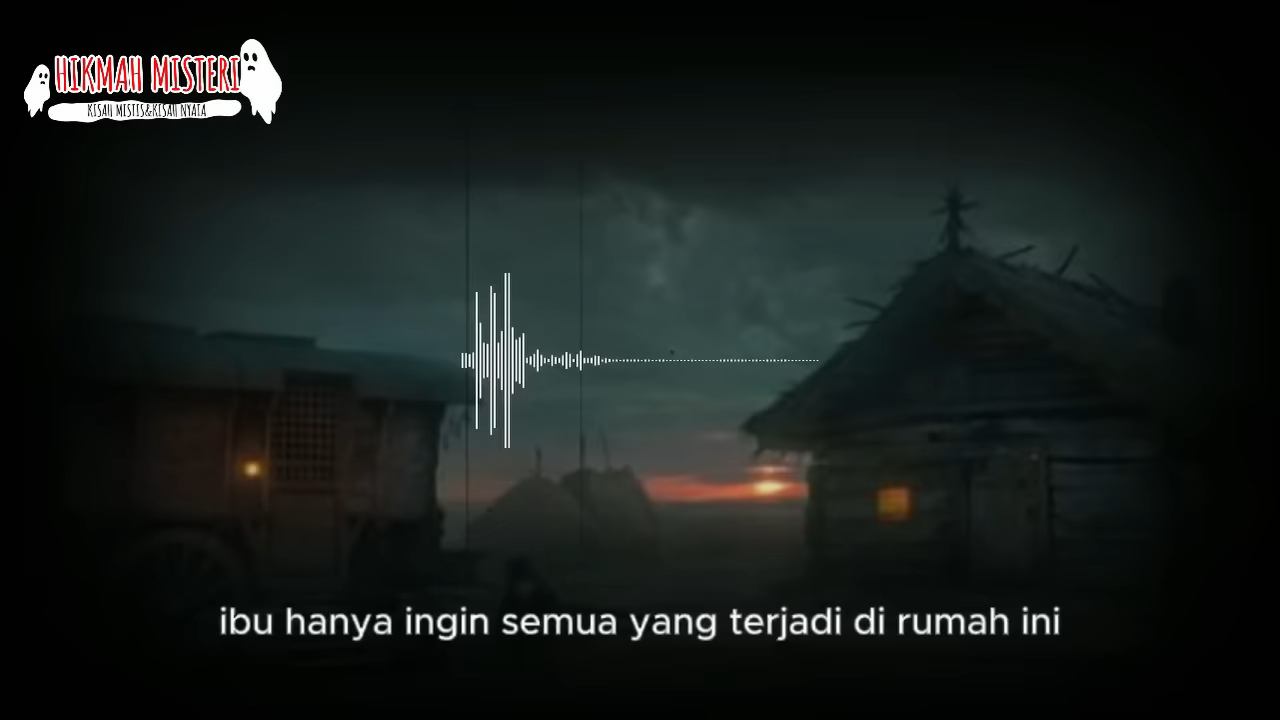 HIKMAH MISTERI
KISAH MISTIS&KISAH NYATA
ibu hanya ingin semua yang terjadi di rumah ini